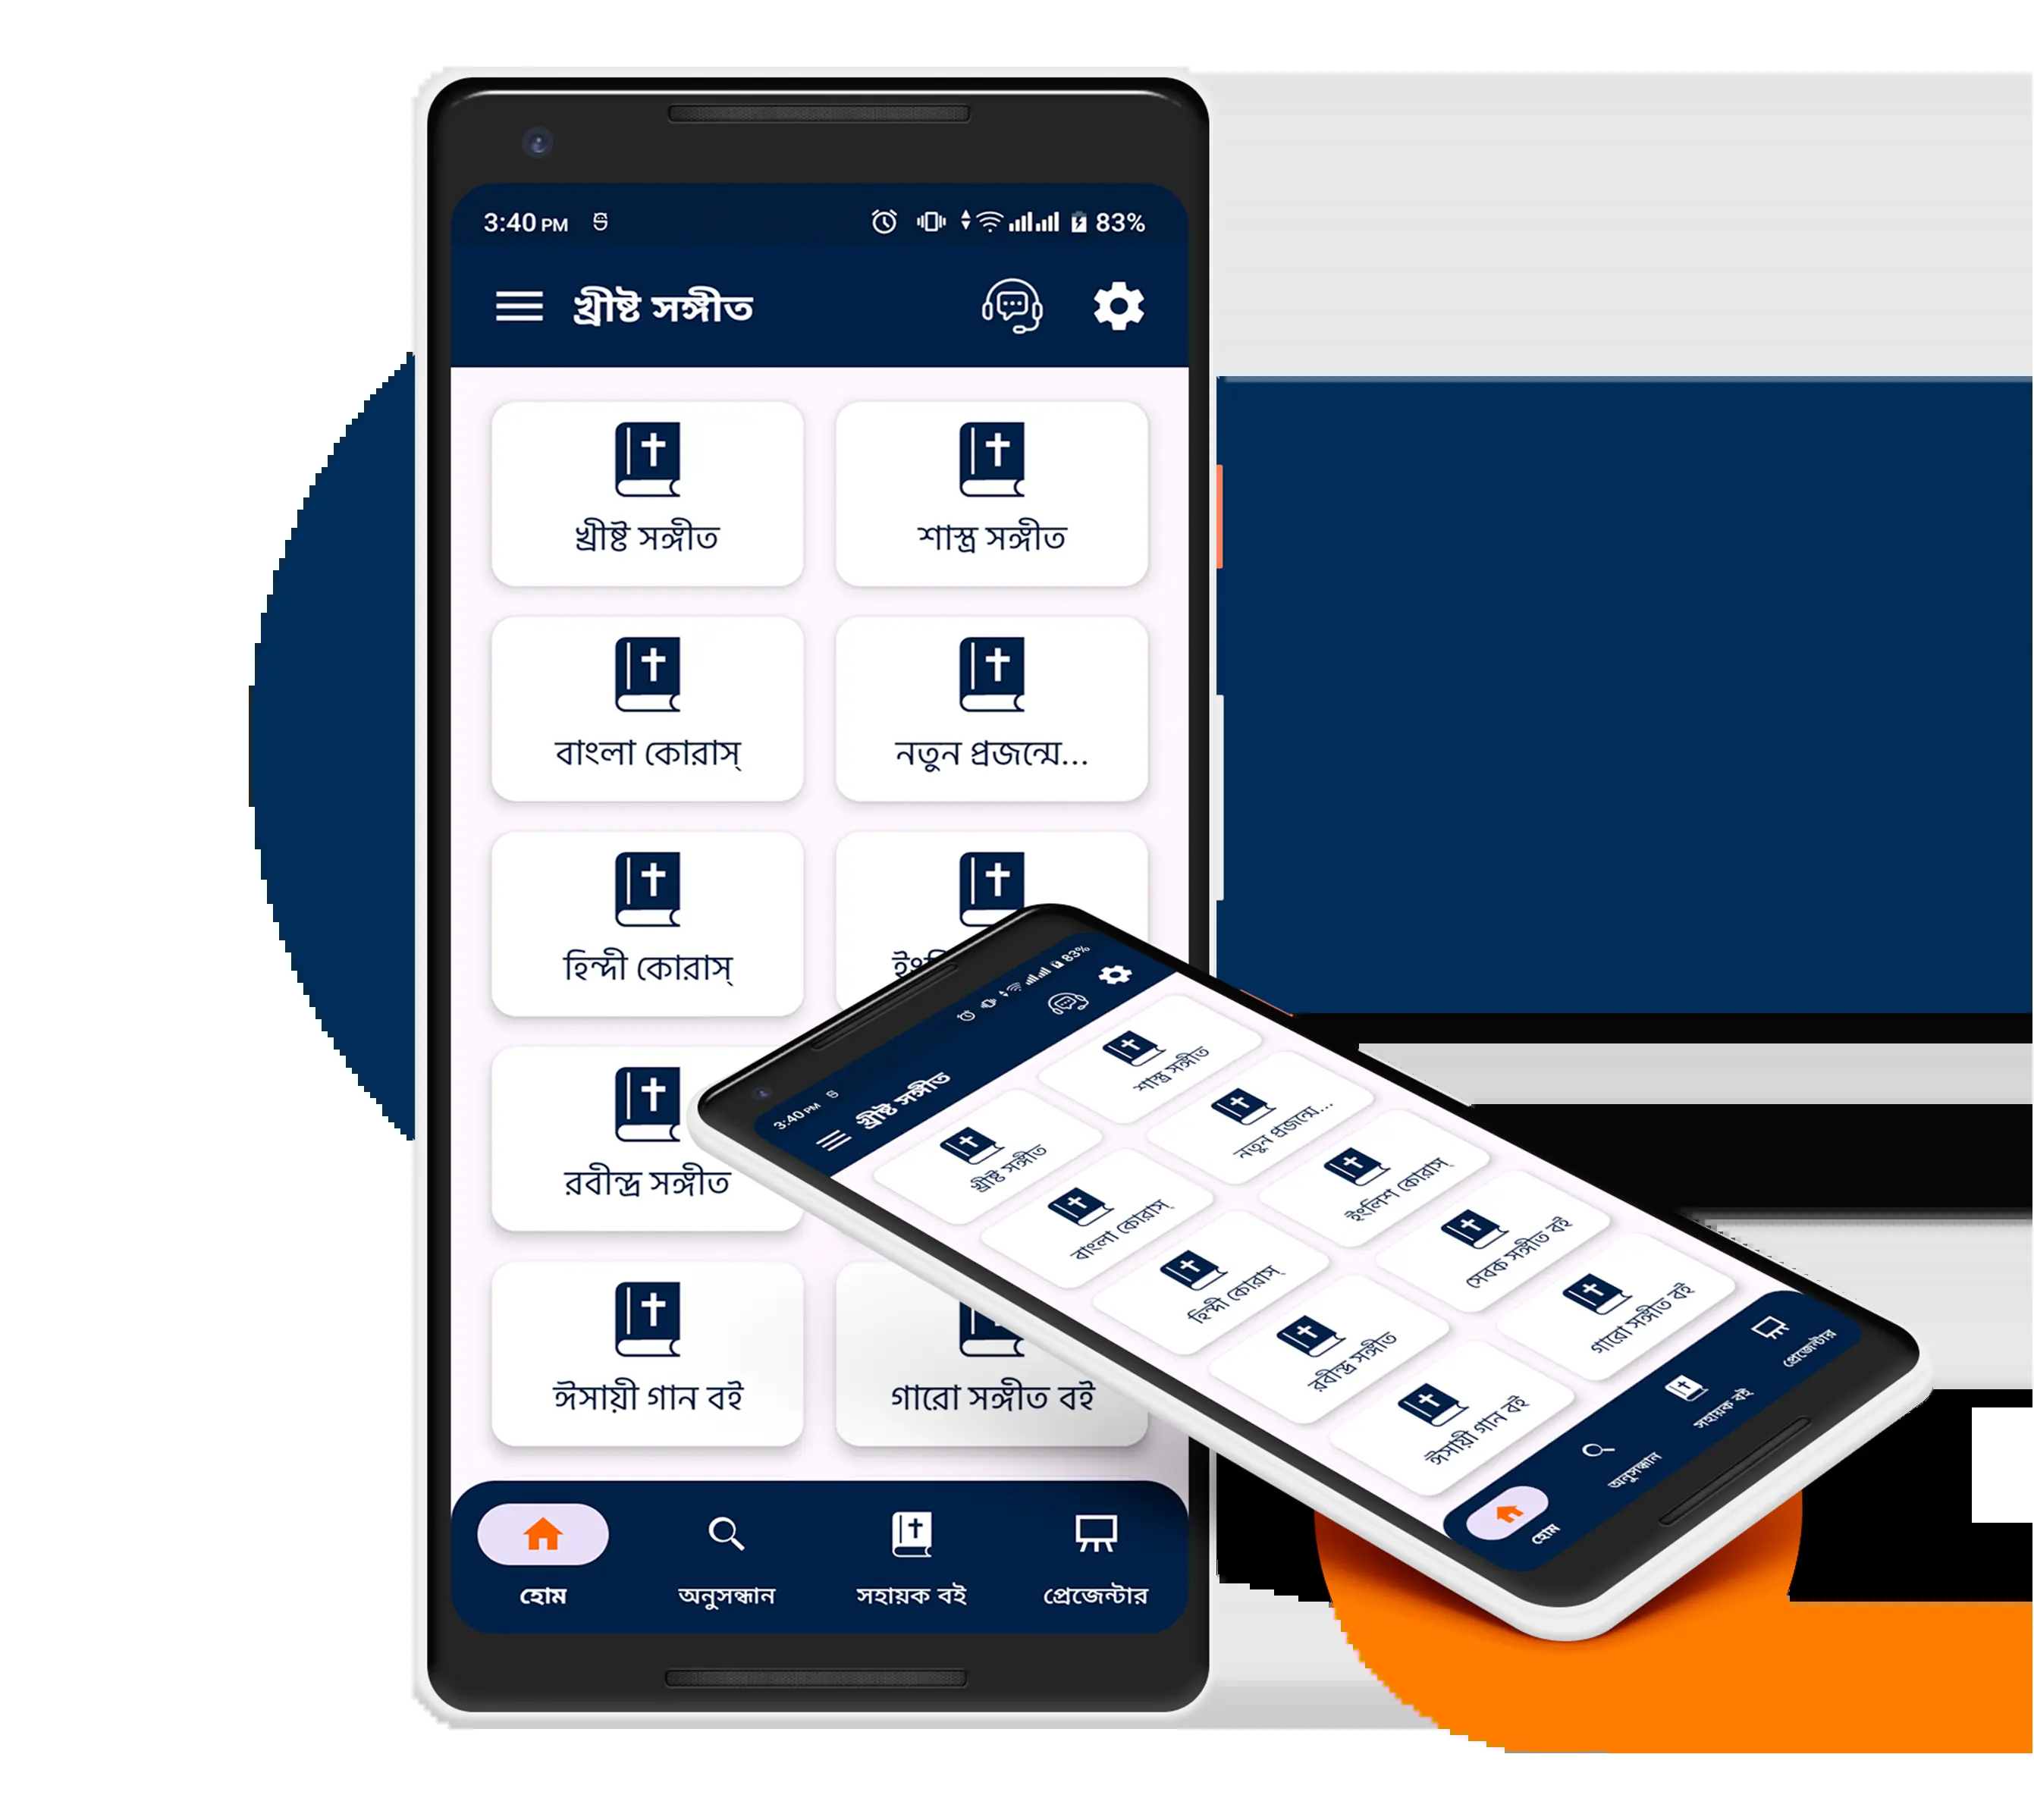 3:40 PM
83%
খ্রীষ্ট সঙ্গীত
খ্রীষ্ট সঙ্গীত
শাস্ত্র সঙ্গীত
বাংলা কোরাস্
নতুন প্রজন্মে...
হিন্দী কোরাস্
রবীন্দ্র সঙ্গীত
ঈসায়ী গান বই
গারো সঙ্গীত বই
হোম
অনুসন্ধান
সহায়ক বই
প্রেজেন্টার
3:40 PM
83%
খ্রীষ্ট সঙ্গীত
খ্রীষ্ট সঙ্গীত
শাস্ত্র সঙ্গীত
বাংলা কোরাস্
নতুন প্রজন্মে...
হিন্দী কোরাস্
ইংলিশ কোরাস্
রবীন্দ্র সঙ্গীত
সেবক সঙ্গীত বই
ঈসায়ী গান বই
গারো সঙ্গীত বই
হোম
অনুসন্ধান
সহায়ক বই
প্রেজেন্টার